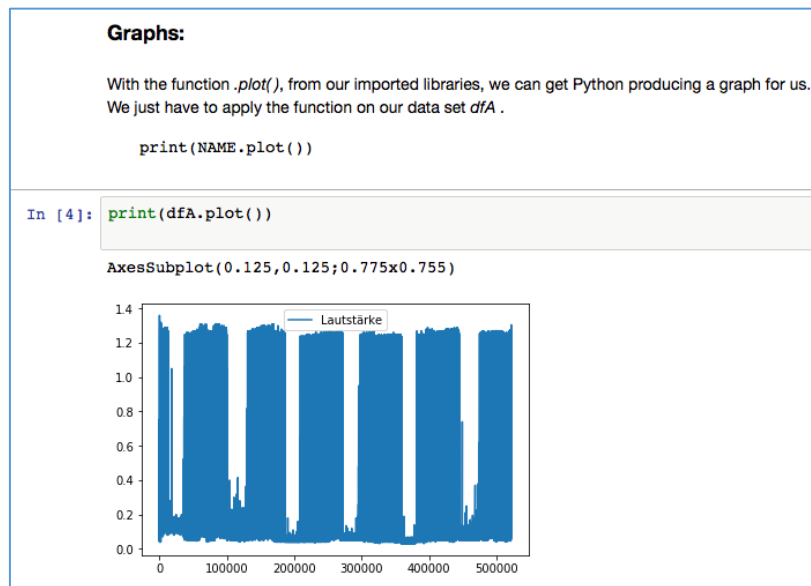 Graphs:
With the function .plot(), from our imported libraries, we can get Python producing a graph for us.
We just have to apply the function on our data set dfA .
print(NAME.plot())
In [4]: print(dfA.plot())
AxesSubplot(0.125,0.125;0.775x0.755)
Lautstärke
1.4
1.2
1.0
0.8
0.6
0.4
0.2
0.0
0 100000 200000 300000 400000 500000